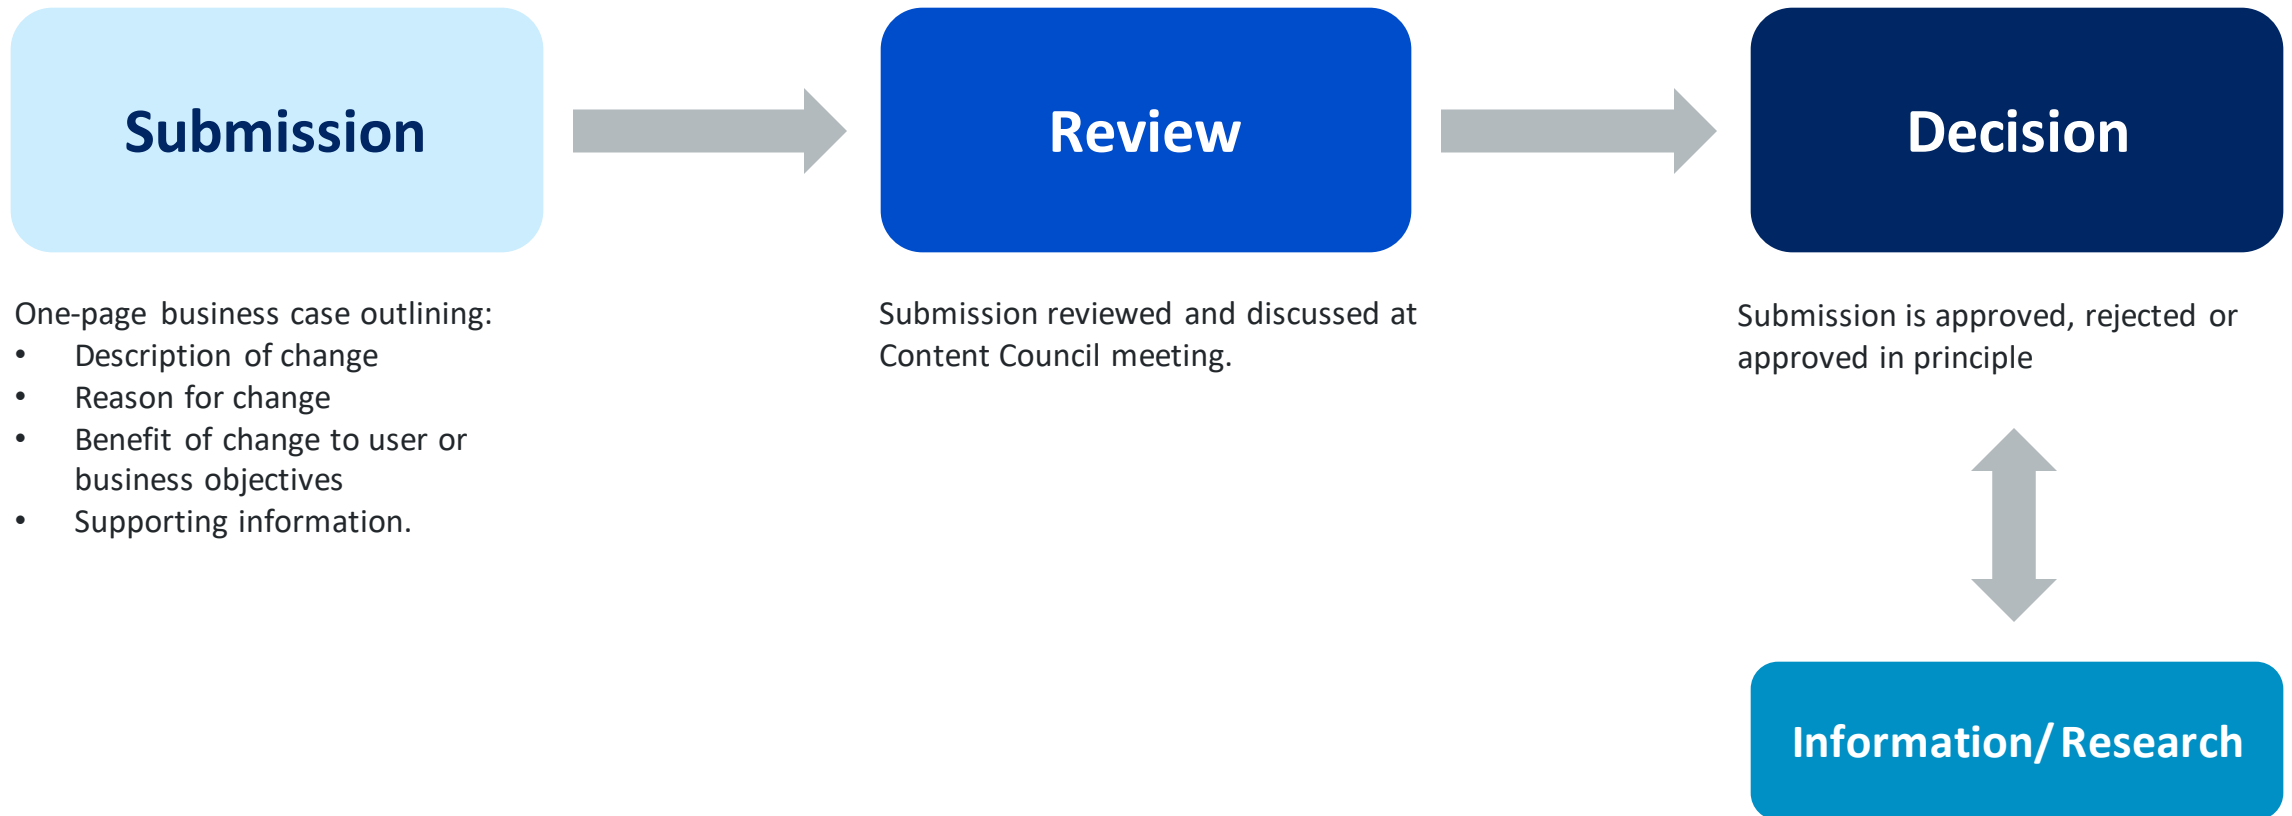 Submission
Review
Decision
One-page business case outlining:
• Description of change
• Reason for change
• Benefit of change to user or
business objectives
• Supporting information.
Submission reviewed and discussed at
Content Council meeting.
Submission is approved, rejected or
approved in principle
Information/ Research